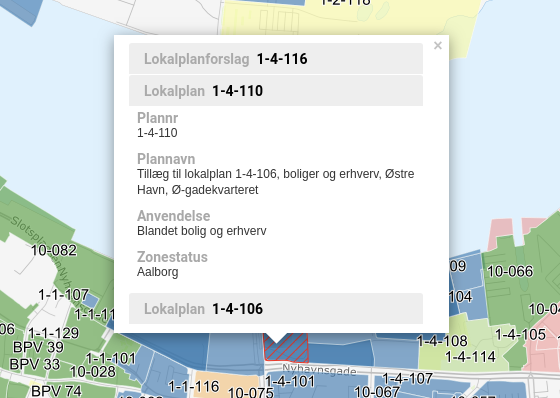 1-2-118
×
Lokalplanforslag 1-4-116
Lokalplan 1-4-110
Plannr
1-4-110
Plannavn
Tillæg til lokalplan 1-4-106, boliger og erhverv, Østre
Havn, Ø-gadekvarteret
Anvendelse
Blandet bolig og erhverv
Zonestatus
Aalborg
Lokalplan 1-4-106
10-082
09
10-066
1-1-107
104
1-1-11
10-04
06
1-1-129
1-4-105
BPV 39
1-4-108
1-1-101
1-4-114
BPV 33
10-028
Nyhavnsgade
1-1-116
1-4-101
1-4-107
BPV 74
10-075
10-067